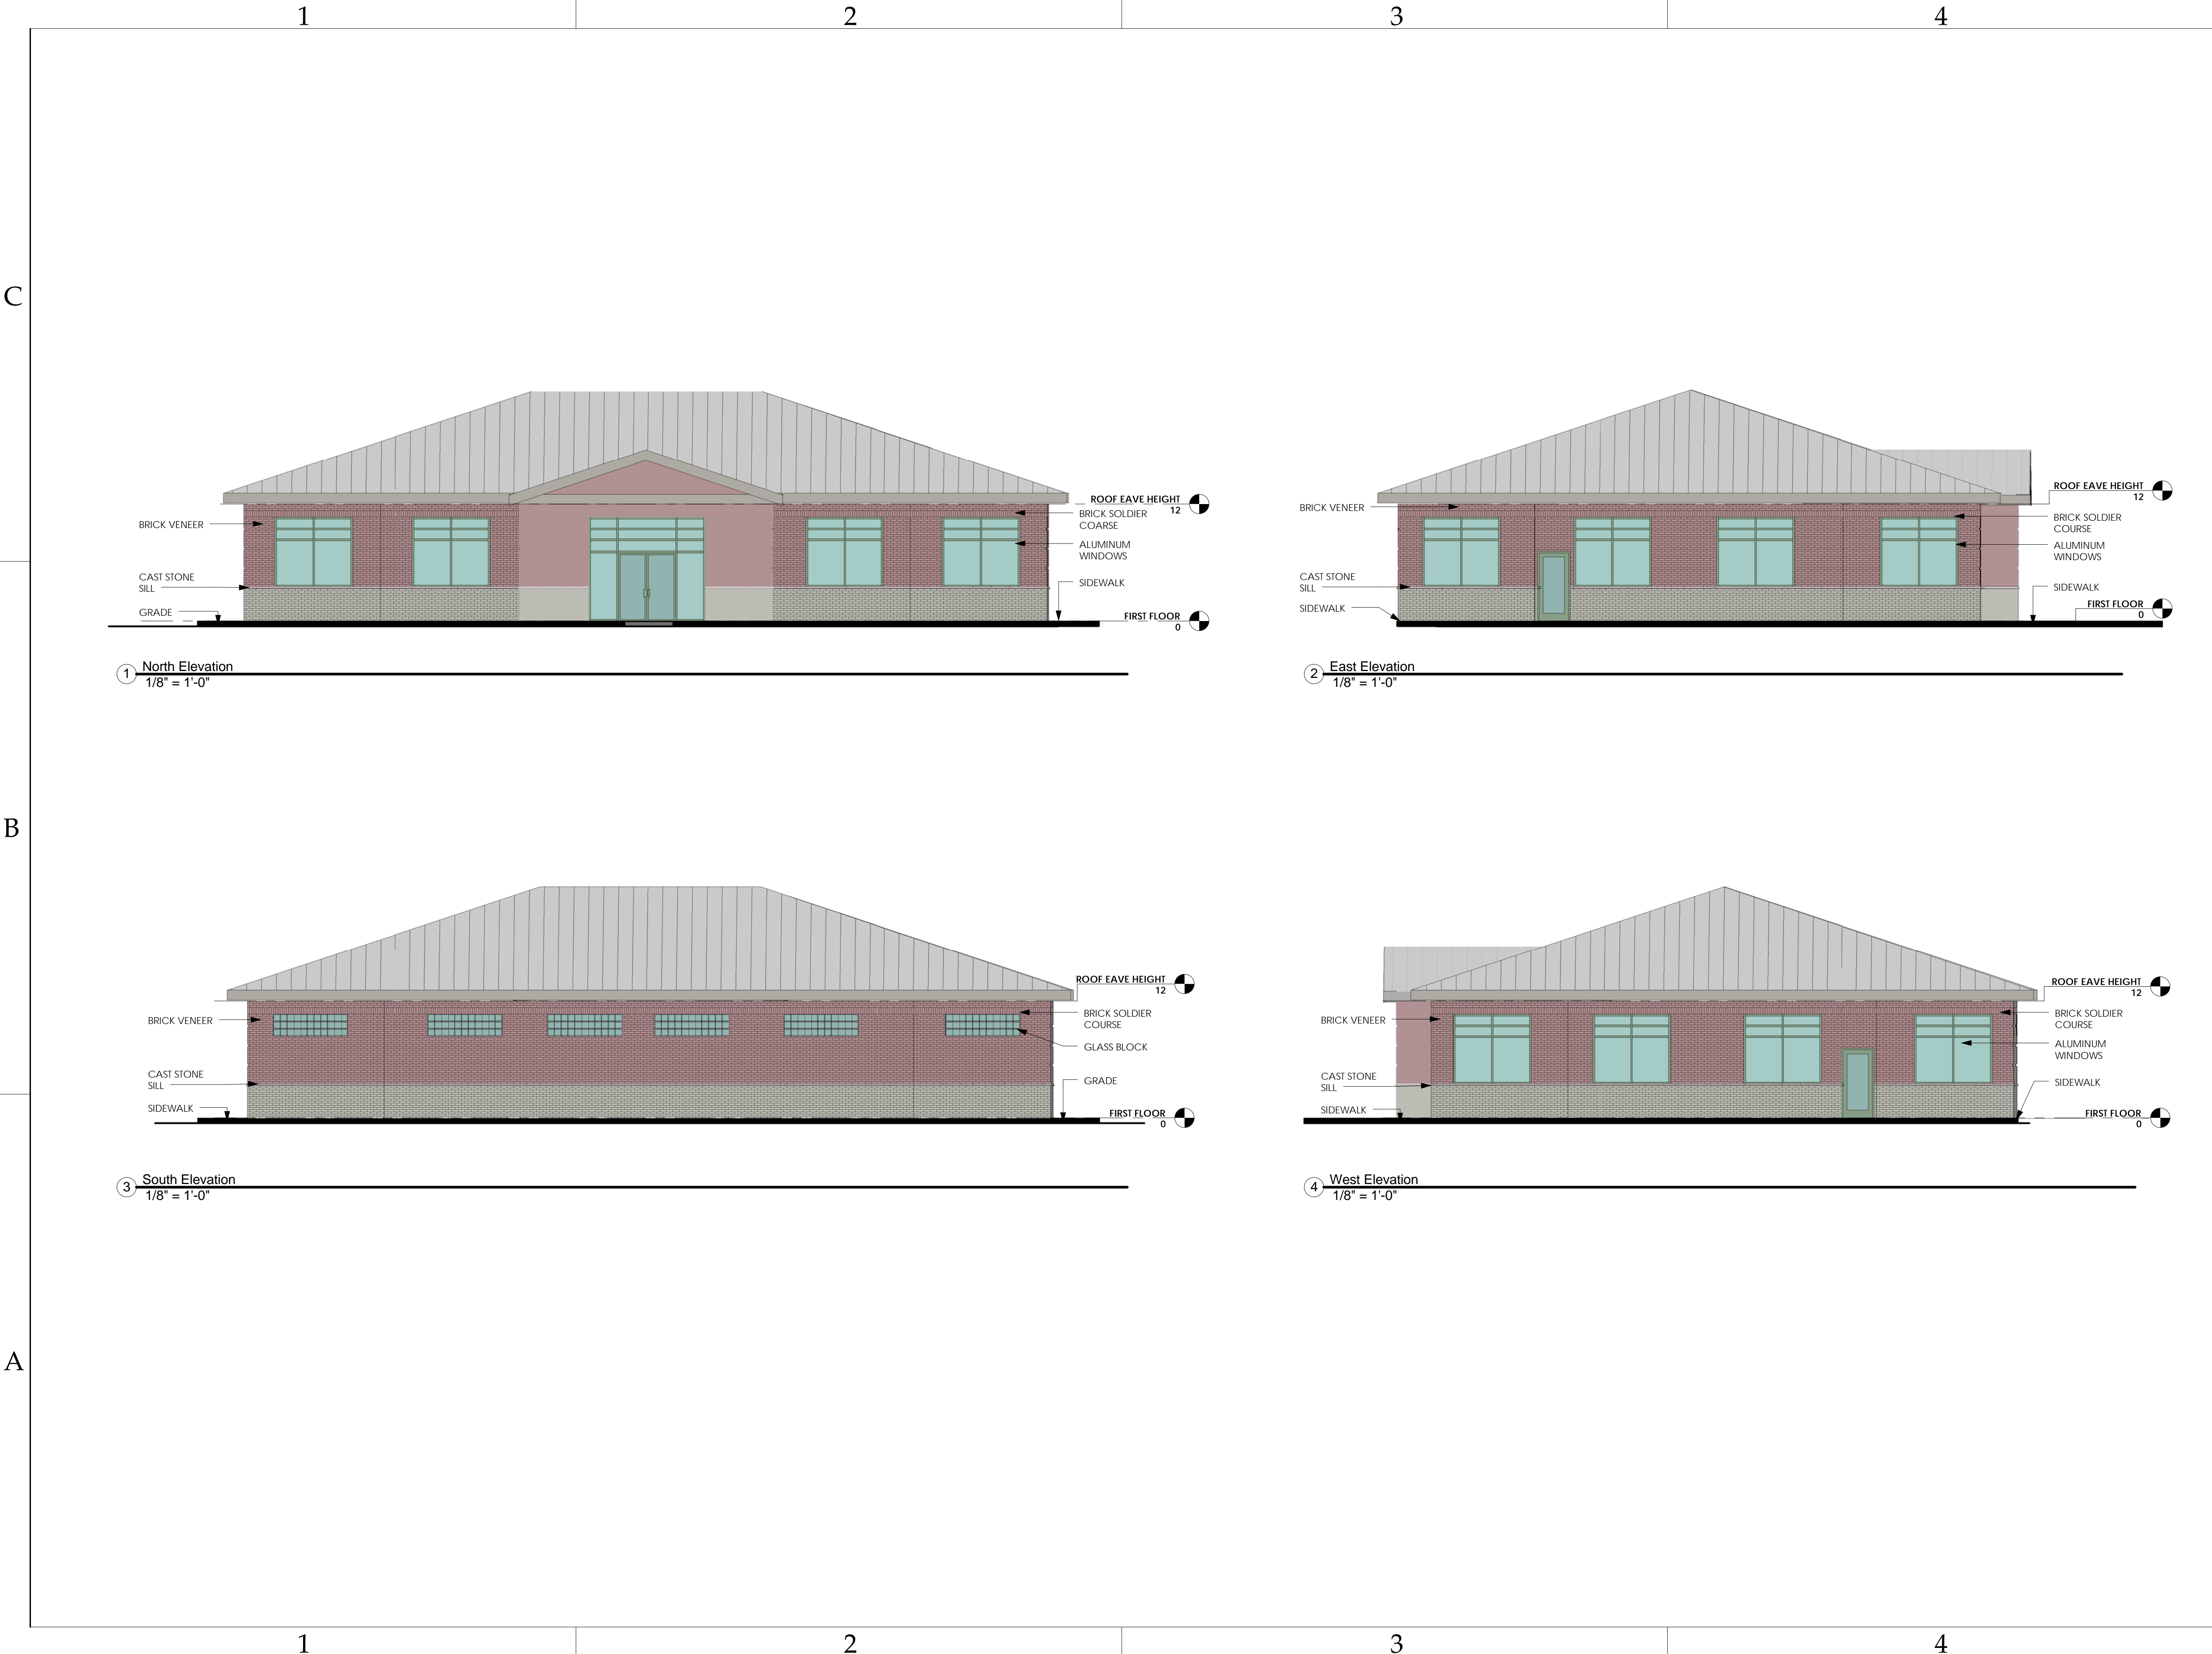 1 2 3 4
C
B
A
ROOF EAVE HEIGHT
12
BRICK SOLDIER
COARSE
BRICK VENEER
ALUMINUM
WINDOWS
CAST STONE
SILL
SIDEWALK
GRADE
FIRST FLOOR
0
1 North Elevation
1/8" = 1'-0"
ROOF EAVE HEIGHT
12
BRICK VENEER
BRICK SOLDIER
COURSE
ALUMINUM
WINDOWS
CAST STONE
SILL
SIDEWALK
SIDEWALK
FIRST FLOOR
0
2 East Elevation
1/8" = 1'-0"
ROOF EAVE HEIGHT
12
BRICK VENEER
BRICK SOLDIER
COURSE
GLASS BLOCK
CAST STONE
SILL
GRADE
SIDEWALK
FIRST FLOOR
0
3 South Elevation
1/8" = 1'-0"
ROOF EAVE HEIGHT
12
BRICK VENEER
BRICK SOLDIER
COURSE
ALUMINUM
WINDOWS
CAST STONE
SILL
SIDEWALK
SIDEWALK
FIRST FLOOR
0
4 West Elevation
1/8" = 1'-0"
1 2 3 4